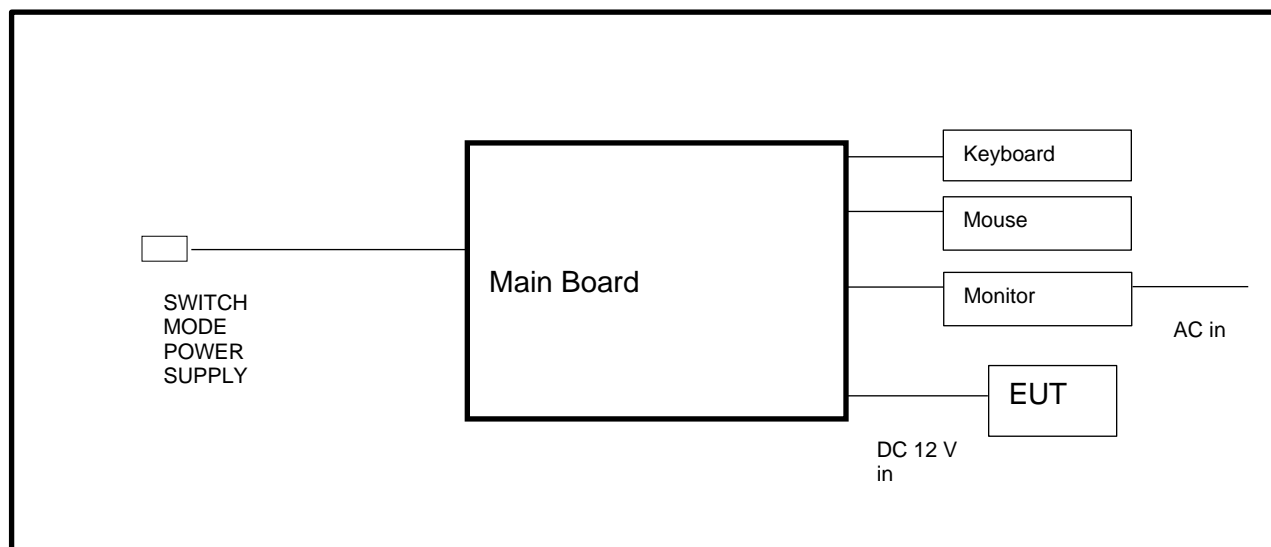 Keyboard
Mouse
Main Board
Monitor
SWITCH
MODE
POWER
SUPPLY
AC in
EUT
DC 12 V
in